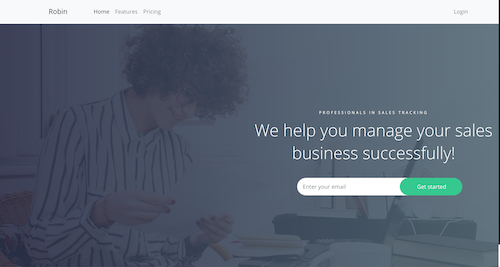 Robin Home Features Pricing Login
PROFESSIONALS IN SALES TRACKING
We help you manage your sales
business successfully!
Enter your email Get started